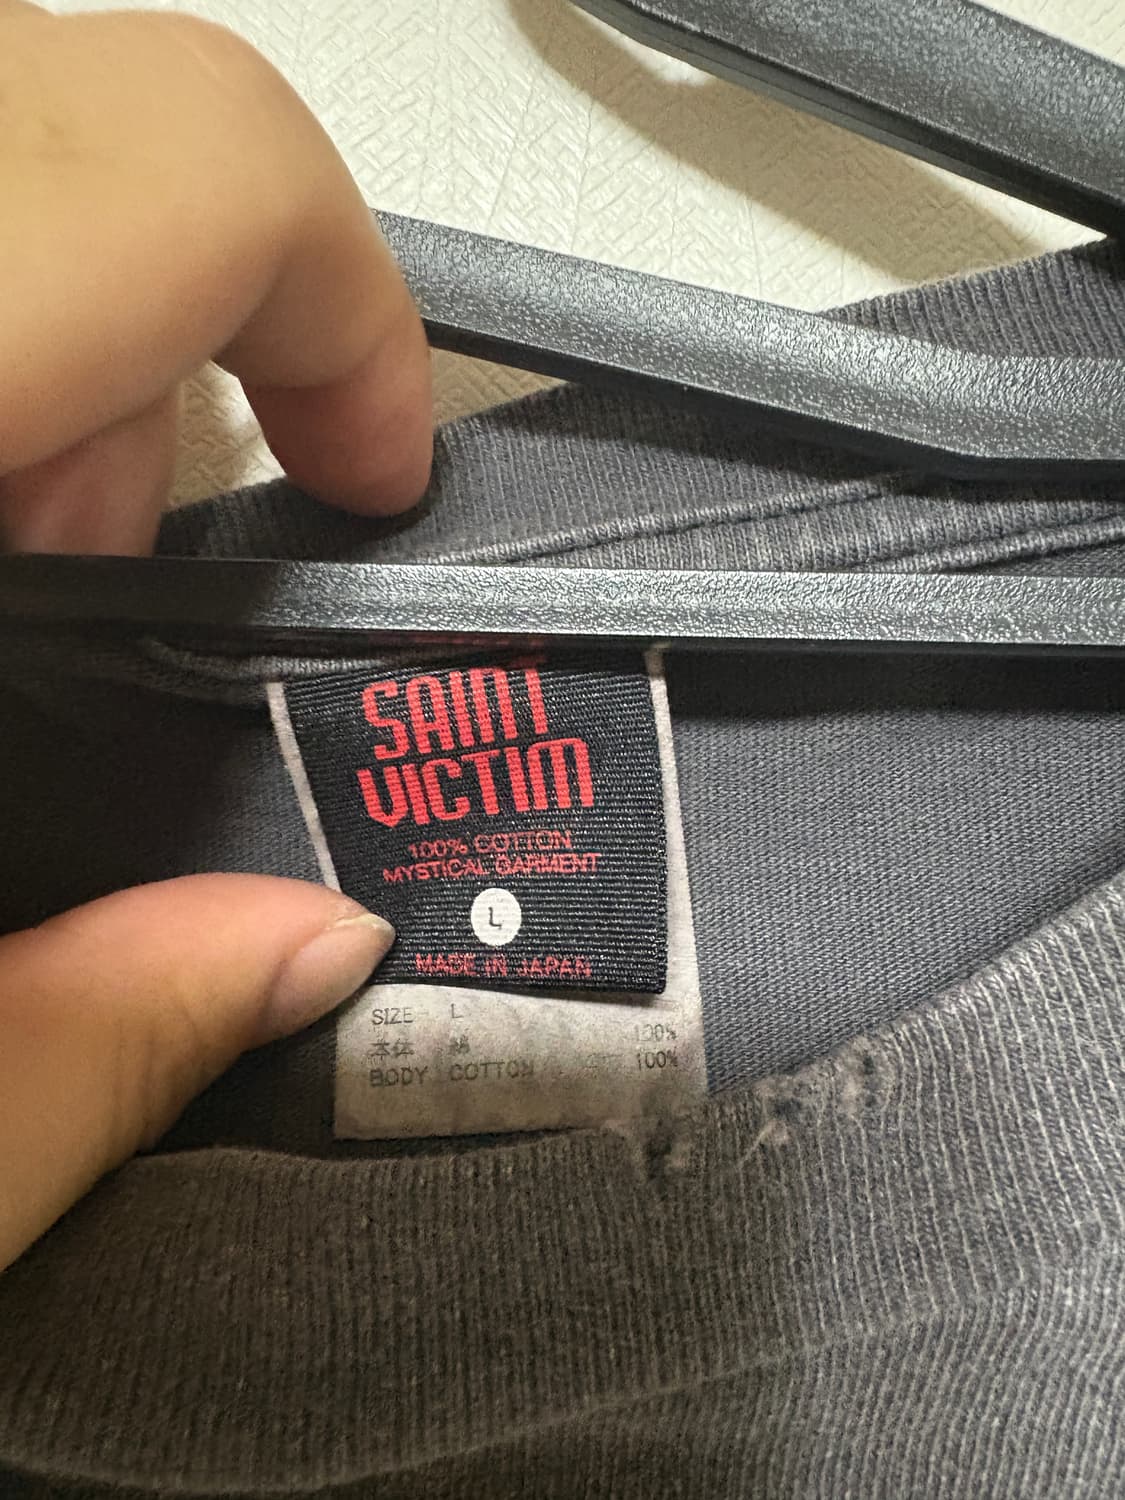 SAINT
VICTIM
100% COTTON
MYSTICAL GARMENT
L
MADE IN JAPAN
SIZE L
本体 綿 100%
BODY COTTON 100%